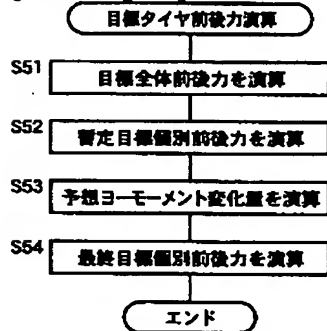 目標タイヤ前後力演算
S51
目標全体前後力を演算
S52
暫定目標個別前後力を演算
S53
予想ヨーモーメント変化量を演算
S54
最終目標個別前後力を演算
エンド